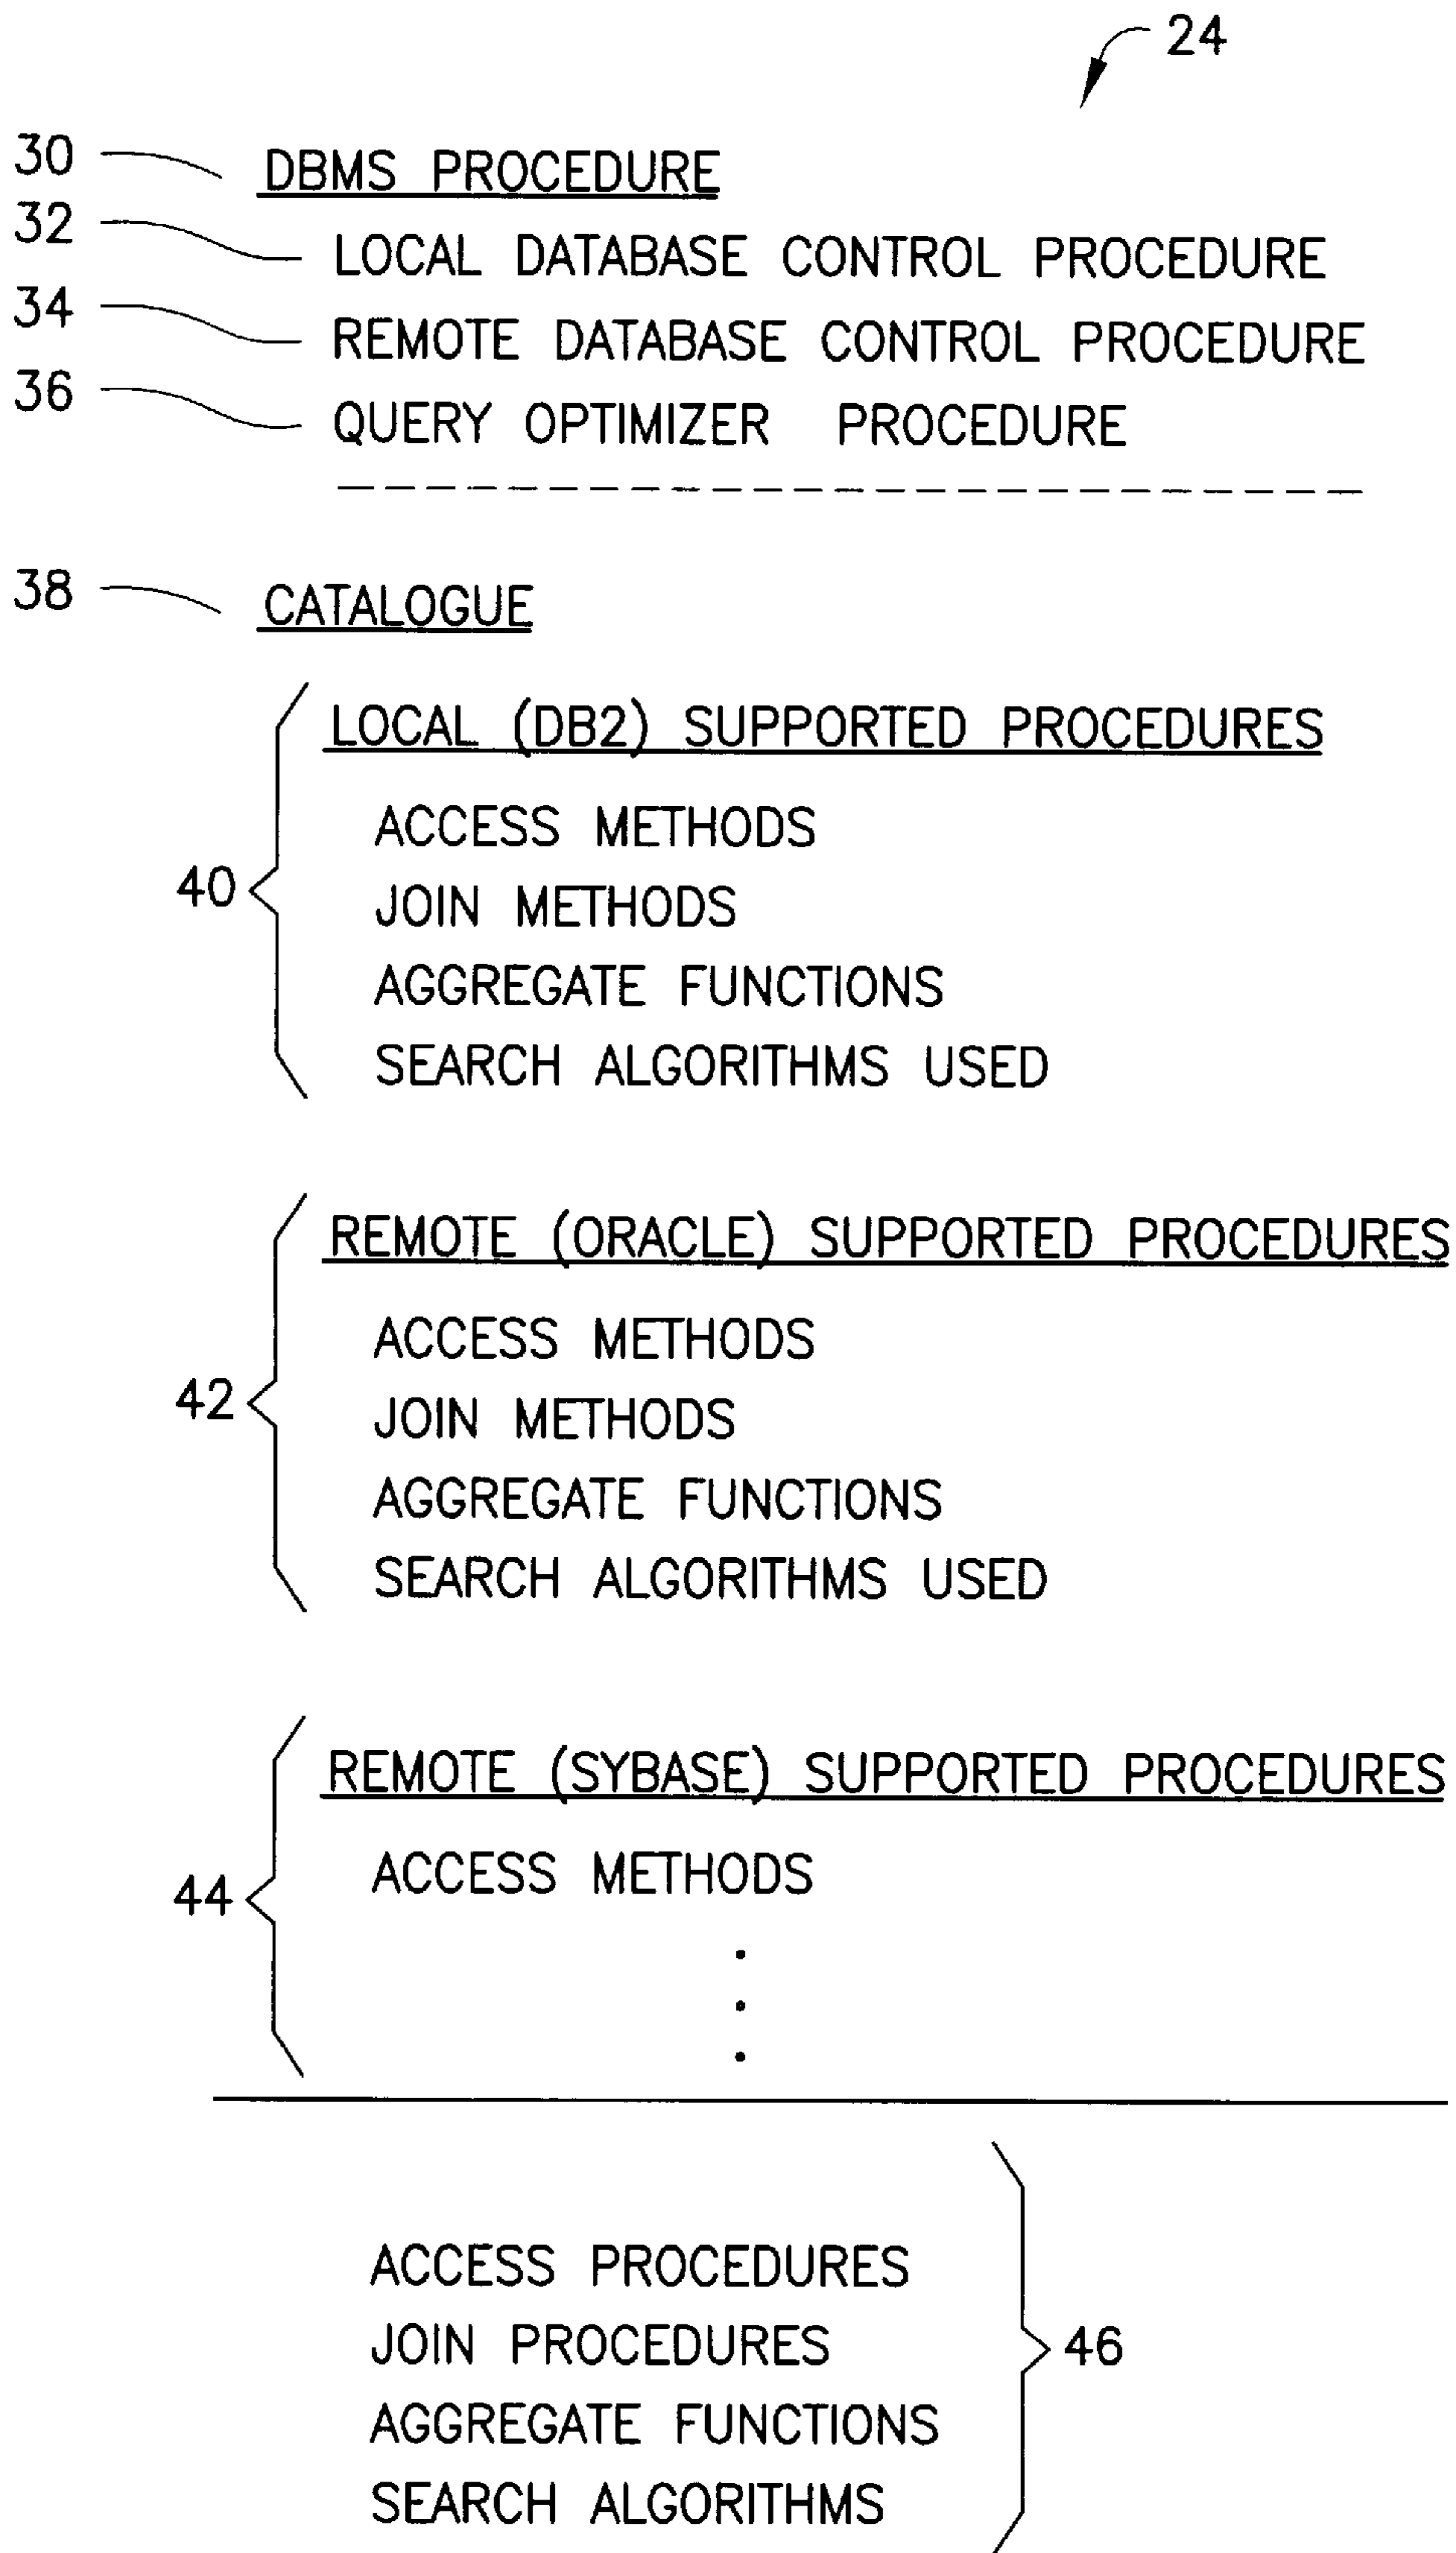 24
30 DBMS PROCEDURE
32 LOCAL DATABASE CONTROL PROCEDURE
34 REMOTE DATABASE CONTROL PROCEDURE
36 QUERY OPTIMIZER PROCEDURE
38 CATALOGUE
LOCAL (DB2) SUPPORTED PROCEDURES
ACCESS METHODS
40
JOIN METHODS
AGGREGATE FUNCTIONS
SEARCH ALGORITHMS USED
REMOTE (ORACLE) SUPPORTED PROCEDURES
ACCESS METHODS
42
JOIN METHODS
AGGREGATE FUNCTIONS
SEARCH ALGORITHMS USED
REMOTE (SYBASE) SUPPORTED PROCEDURES
ACCESS METHODS
44
ACCESS PROCEDURES
JOIN PROCEDURES
46
AGGREGATE FUNCTIONS
SEARCH ALGORITHMS